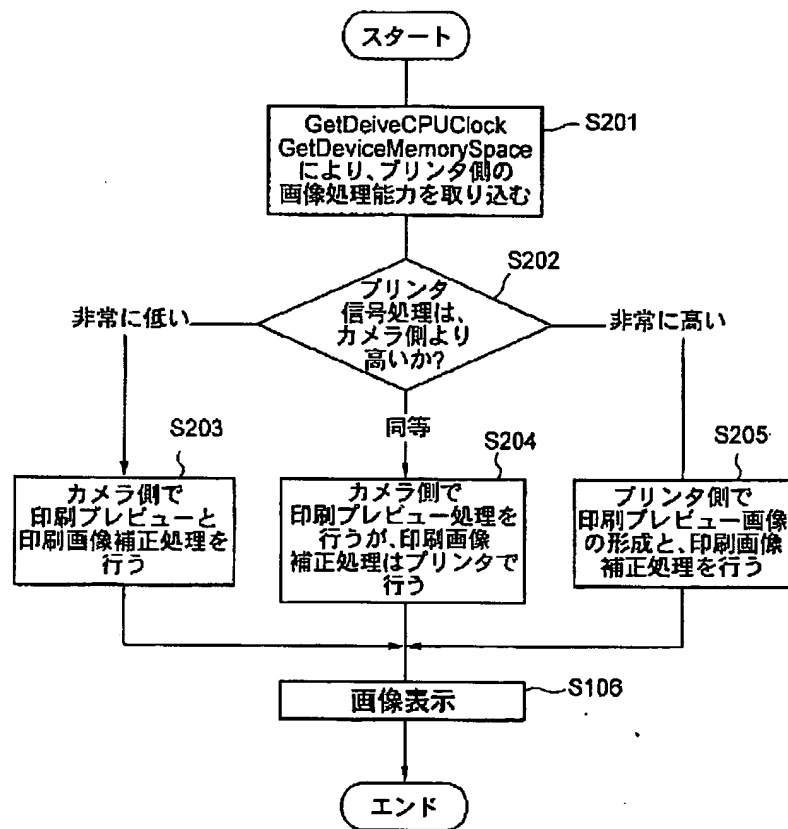 スタート
GetDeiveCPUClock
GetDeviceMemorySpace
により、プリンタ側の
画像処理能力を取り込む
S201
プリンタ
信号処理は、
カメラ側より
高いか?
S202
非常に低い
同等
非常に高い
S203
カメラ側で
印刷プレビューと
印刷画像補正処理を
行う
S204
カメラ側で
印刷プレビュー処理を
行うが、印刷画像
補正処理はプリンタで
行う
S205
プリンタ側で
印刷プレビュー画像
の形成と、印刷画像
補正処理を行う
画像表示
S106
エンド